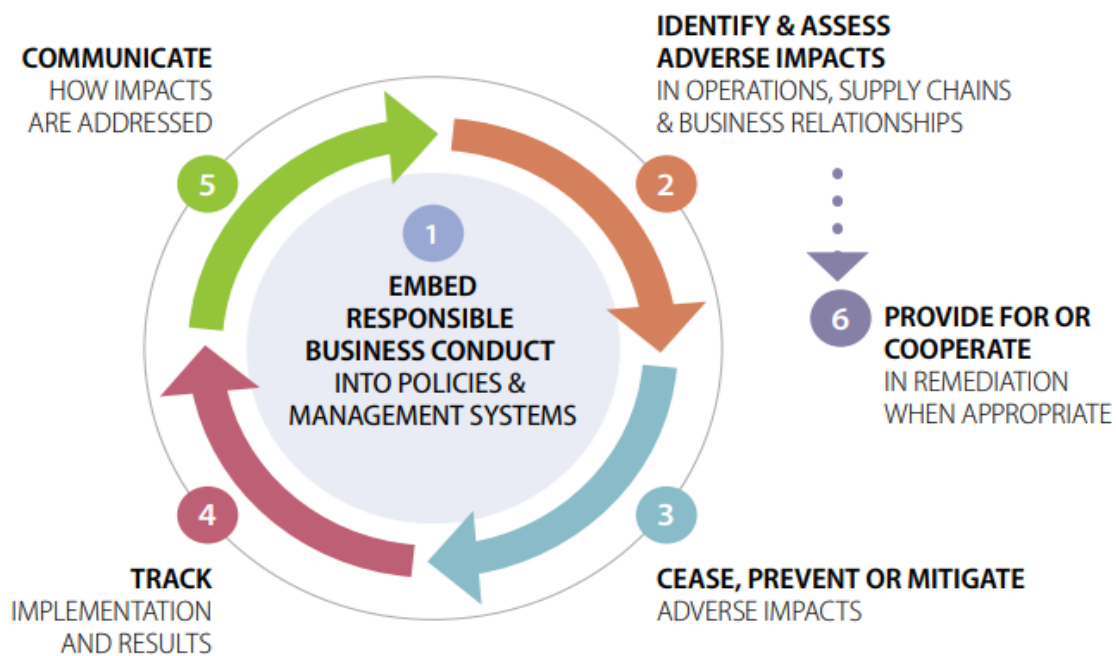 COMMUNICATE
HOW IMPACTS
ARE ADDRESSED
5
IDENTIFY & ASSESS
ADVERSE IMPACTS
IN OPERATIONS, SUPPLY CHAINS
& BUSINESS RELATIONSHIPS
2
1
EMBED
RESPONSIBLE
BUSINESS CONDUCT
INTO POLICIES &
MANAGEMENT SYSTEMS
6
PROVIDE FOR OR
COOPERATE
IN REMEDIATION
WHEN APPROPRIATE
4
TRACK
IMPLEMENTATION
AND RESULTS
3
CEASE, PREVENT OR MITIGATE
ADVERSE IMPACTS